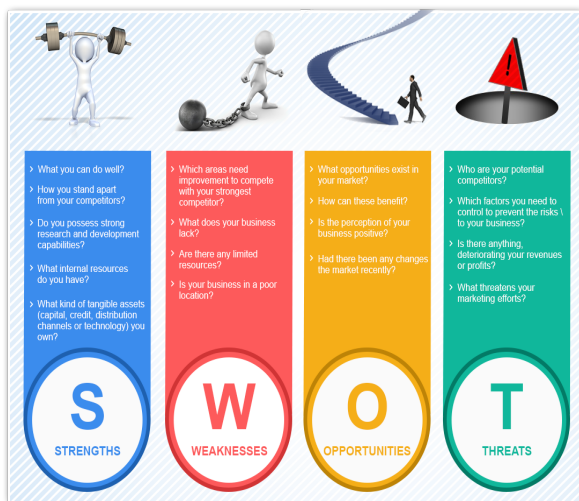 > What you can do well?
> How you stand apart
from your competitors?
> Do you possess strong
research and development
capabilities?
> What internal resources
do you have?
> What kind of tangible assets
(capital, credit, distribution
channels or technology) you
own?
S
STRENGTHS
> Which areas need
improvement to compete
with your strongest
competitor?
> What does your business
lack?
> Are there any limited
resources?
> Is your business in a poor
location?
W
WEAKNESSES
> What opportunities exist in
your market?
> How can these benefit?
> Is the perception of your
business positive?
> Had there been any changes
the market recently?
O
OPPORTUNITIES
> Who are your potential
competitors?
> Which factors you need to
control to prevent the risks \
to your business?
> Is there anything,
deteriorating your revenues
or profits?
> What threatens your
marketing efforts?
T
THREATS
!